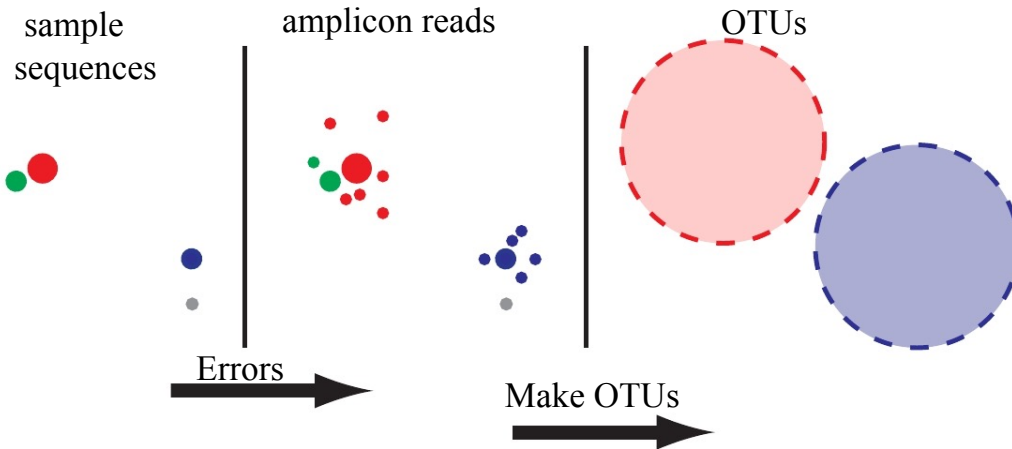 sample
sequences
amplicon reads
OTUs
Errors
Make OTUs